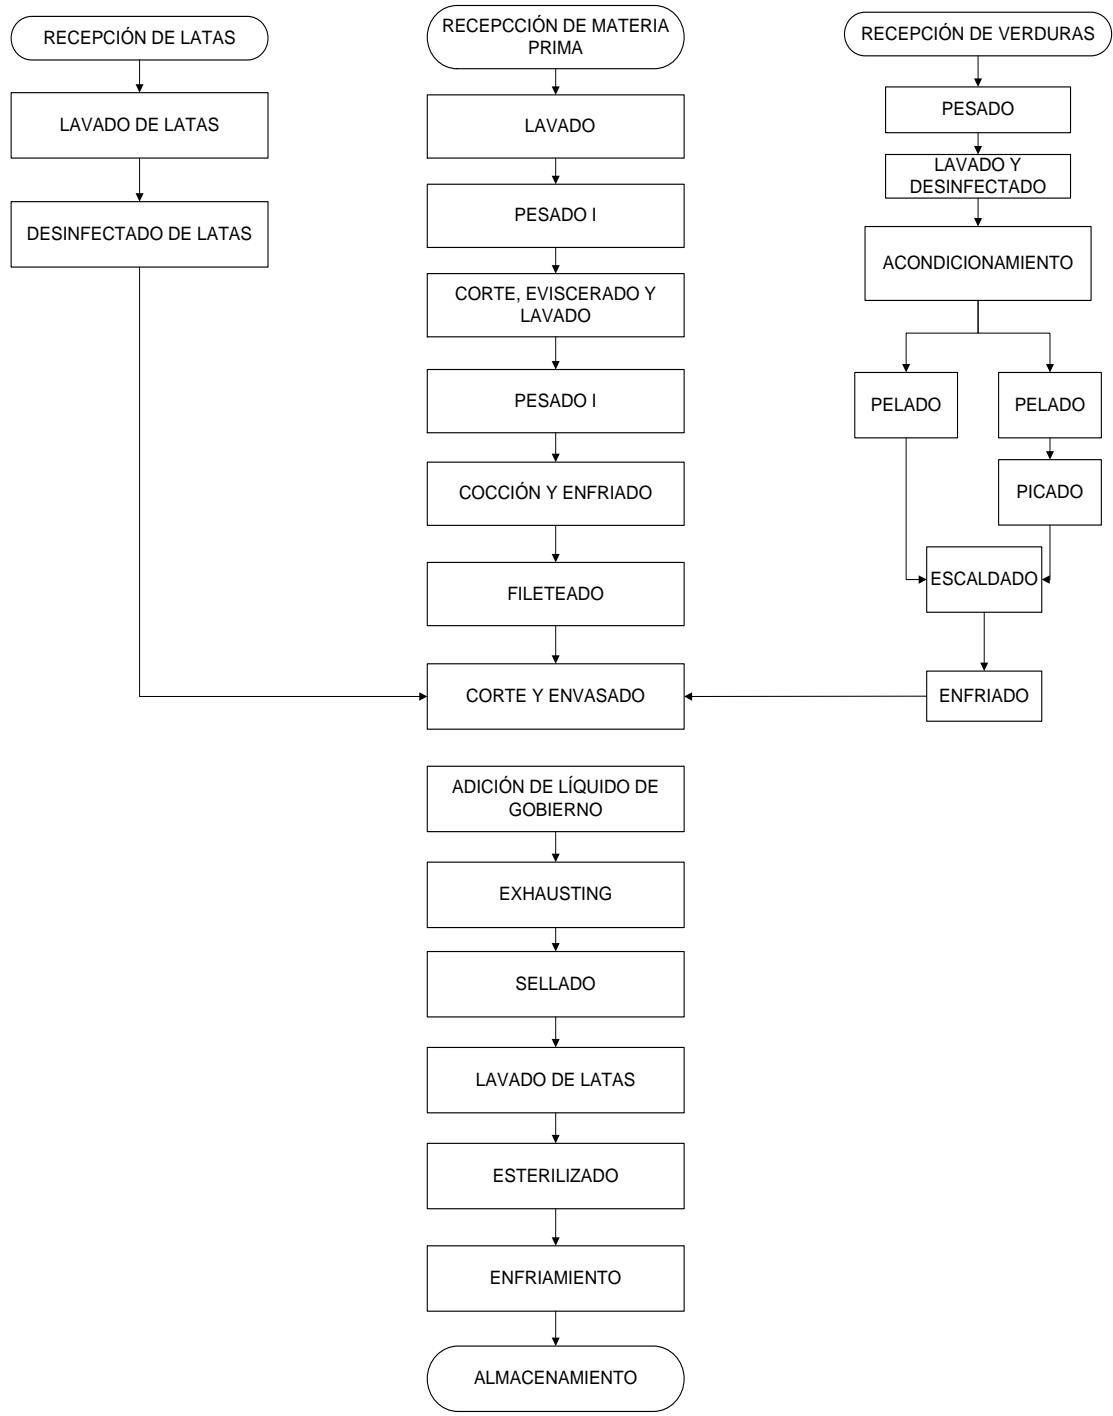 RECEPCIÓN DE LATAS
LAVADO DE LATAS
DESINFECTADO DE LATAS
RECEPCCIÓN DE MATERIA
PRIMA
LAVADO
PESADO I
CORTE, EVISCERADO Y
LAVADO
PESADO I
COCCIÓN Y ENFRIADO
FILETEADO
CORTE Y ENVASADO
RECEPCIÓN DE VERDURAS
PESADO
LAVADO Y
DESINFECTADO
ACONDICIONAMIENTO
PELADO
PELADO
PICADO
ESCALDADO
ENFRIADO
ADICIÓN DE LÍQUIDO DE
GOBIERNO
EXHAUSTING
SELLADO
LAVADO DE LATAS
ESTERILIZADO
ENFRIAMIENTO
ALMACENAMIENTO